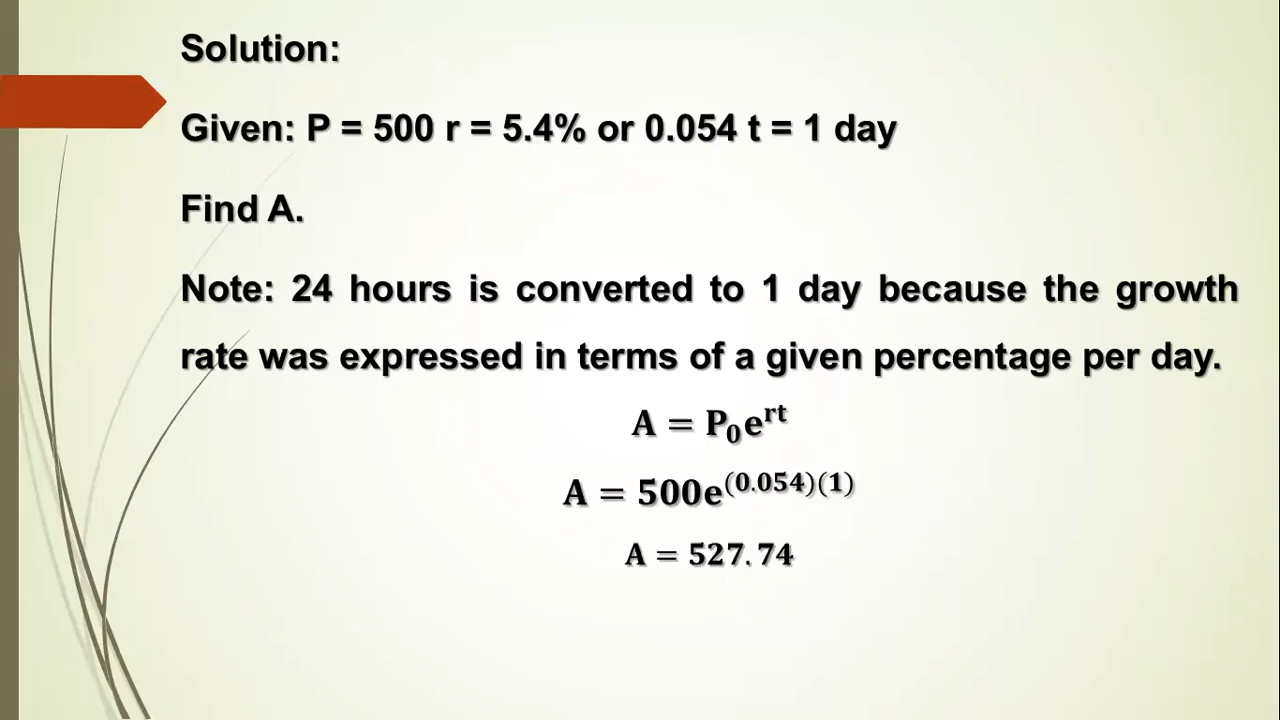 Solution:
Given: P = 500 r = 5.4% or 0.054 t = 1 day
Find A.
Note: 24 hours is converted to 1 day because the growth
rate was expressed in terms of a given percentage per day.
A = P₀e^{rt}
A = 500e^{(0.054)(1)}
A = 527.74